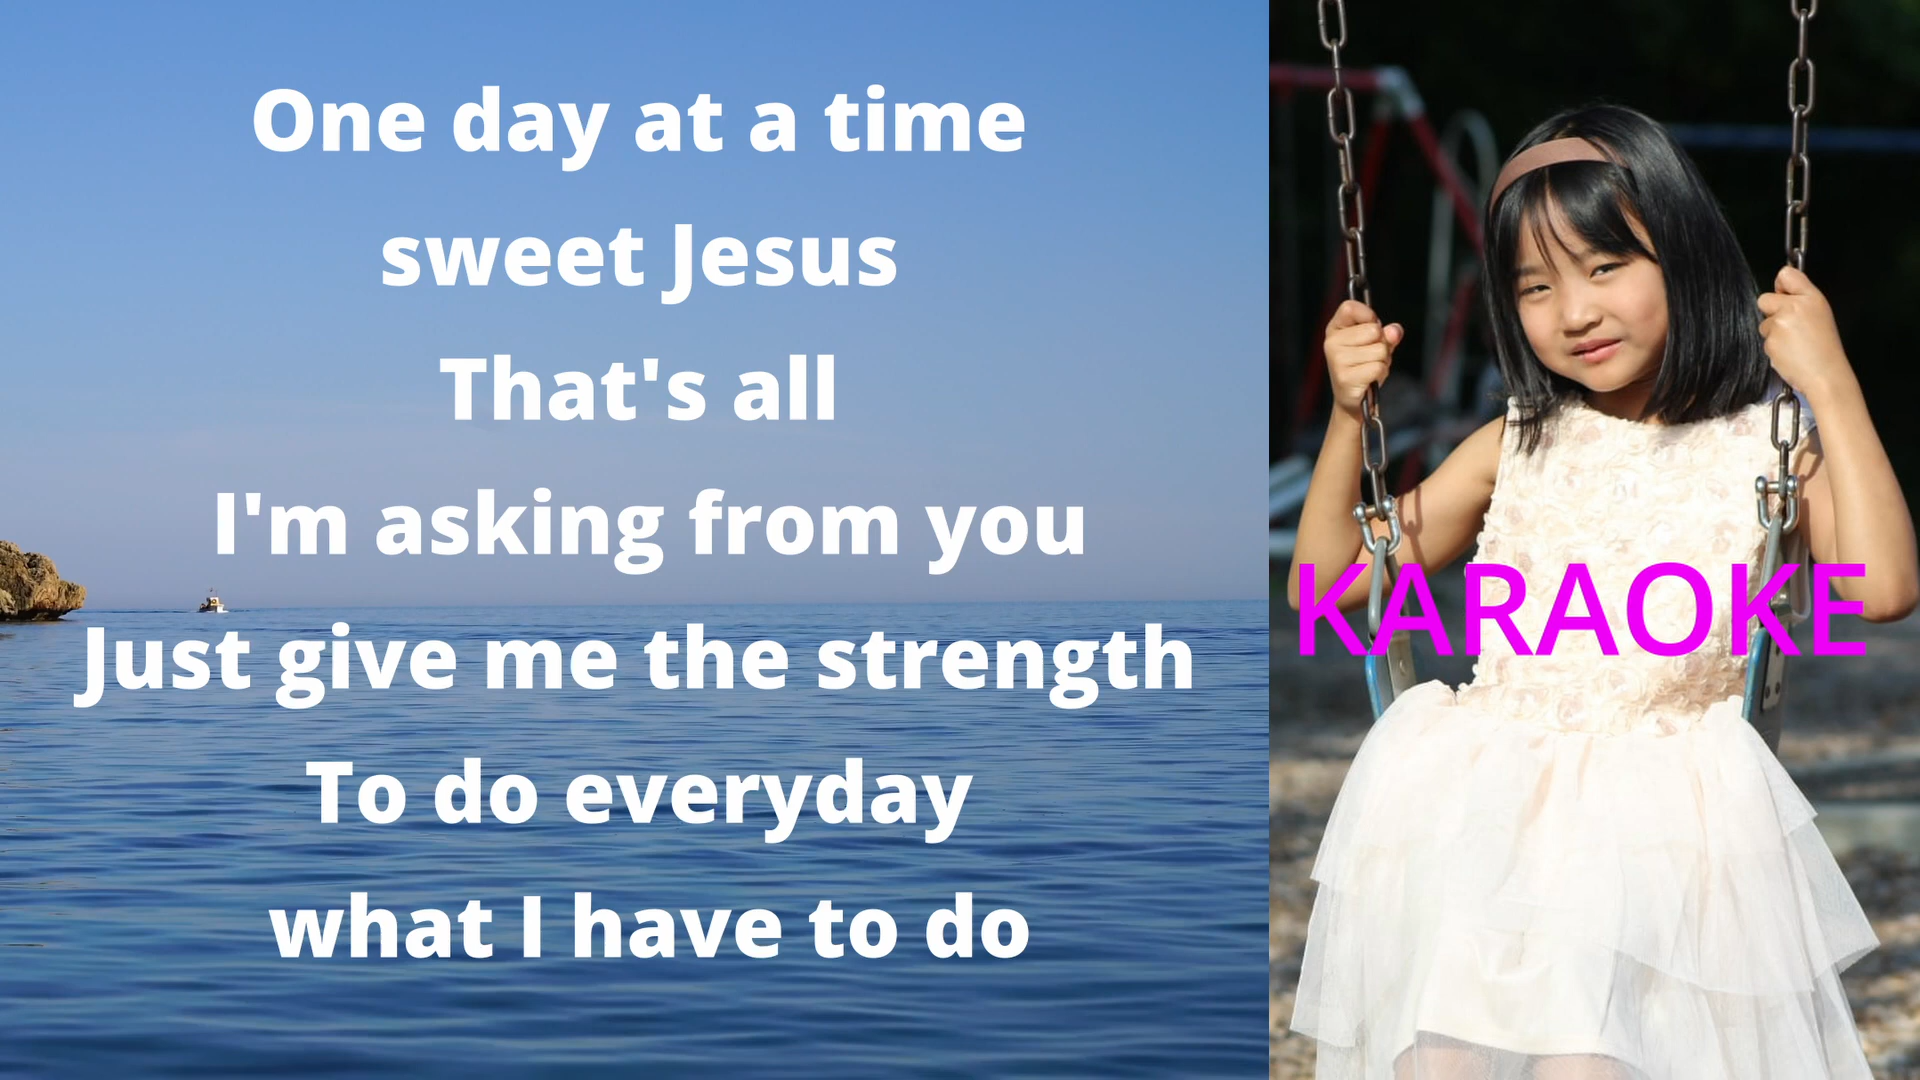 One day at a time
sweet Jesus
That's all
I'm asking from you
Just give me the strength
To do everyday
what I have to do
KARAOKE